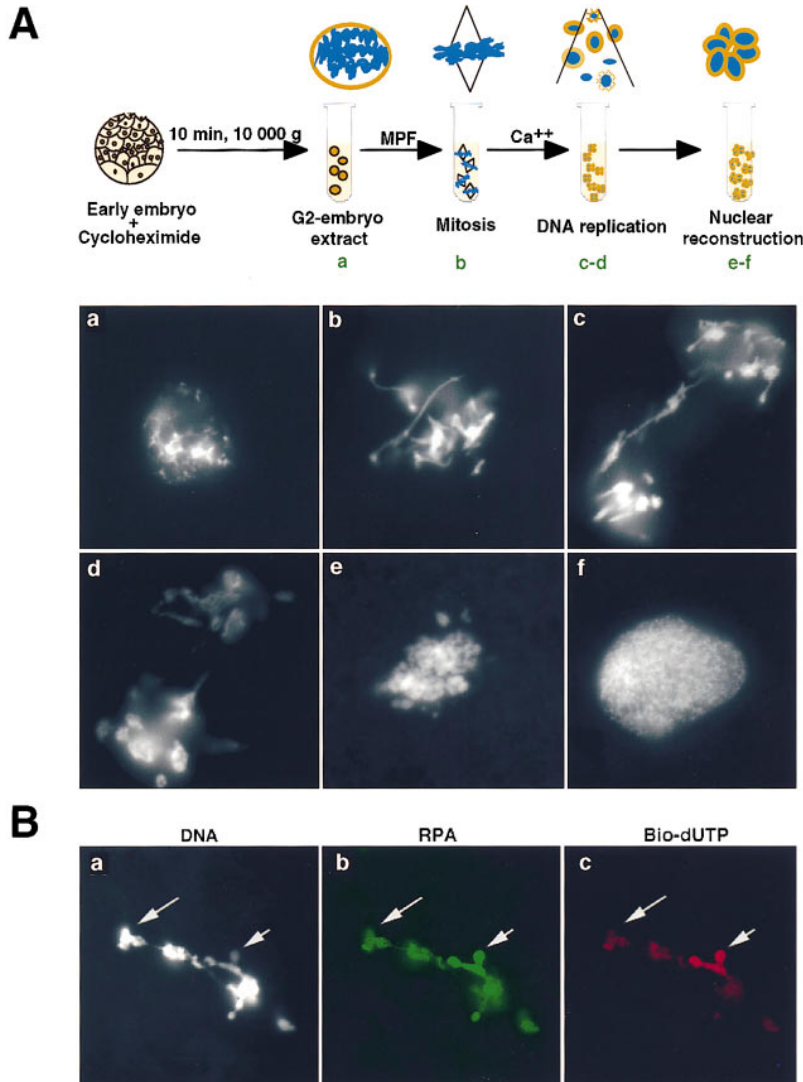 A
10 min, 10 000 g
MPF
Ca++
Early embryo
+
Cycloheximide
G2-embryo
extract
Mitosis
DNA replication
Nuclear
reconstruction
a
b
c-d
e-f
a
b
c
d
e
f
B
DNA
RPA
Bio-dUTP
a
b
c